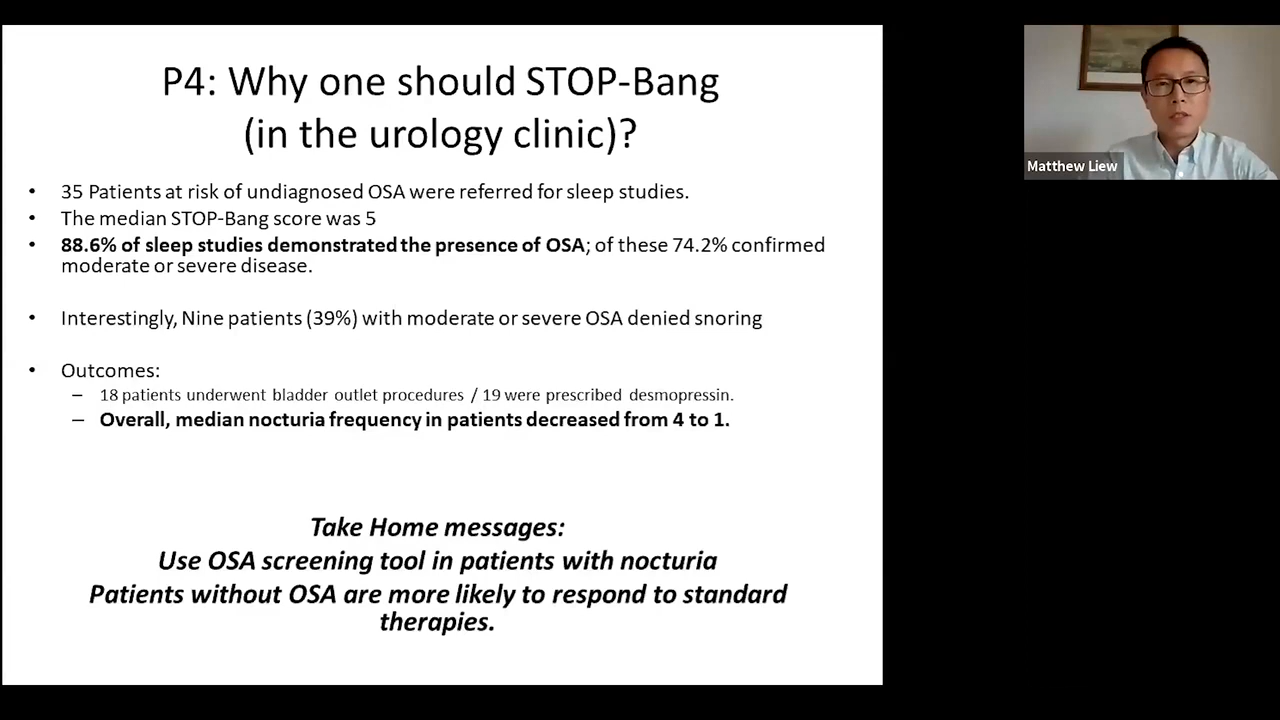 P4: Why one should STOP-Bang
(in the urology clinic)?
• 35 Patients at risk of undiagnosed OSA were referred for sleep studies.
• The median STOP-Bang score was 5
• 88.6% of sleep studies demonstrated the presence of OSA; of these 74.2% confirmed
moderate or severe disease.
• Interestingly, Nine patients (39%) with moderate or severe OSA denied snoring
• Outcomes:
– 18 patients underwent bladder outlet procedures / 19 were prescribed desmopressin.
– Overall, median nocturia frequency in patients decreased from 4 to 1.
Take Home messages:
Use OSA screening tool in patients with nocturia
Patients without OSA are more likely to respond to standard
therapies.
Matthew Liew